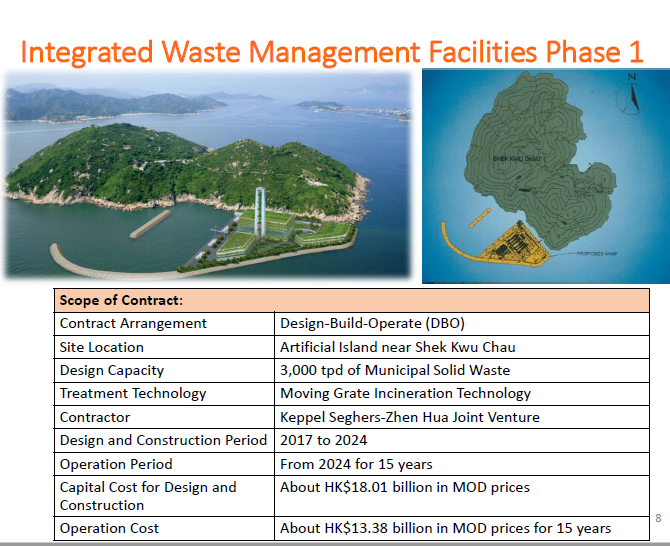 Integrated Waste Management Facilities Phase 1
N
SHEK KWU CHAU
PROPOSED IWMF
Scope of Contract:
Contract Arrangement Design-Build-Operate (DBO)
Site Location Artificial Island near Shek Kwu Chau
Design Capacity 3,000 tpd of Municipal Solid Waste
Treatment Technology Moving Grate Incineration Technology
Contractor Keppel Seghers-Zhen Hua Joint Venture
Design and Construction Period 2017 to 2024
Operation Period From 2024 for 15 years
Capital Cost for Design and About HK$18.01 billion in MOD prices
Construction
Operation Cost About HK$13.38 billion in MOD prices for 15 years
8